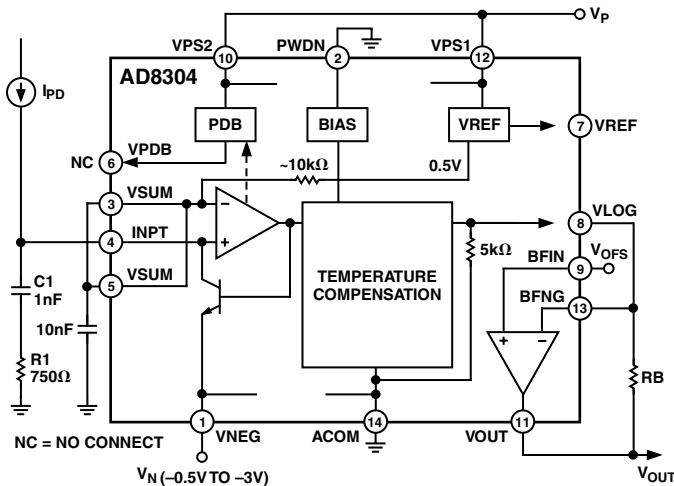 V_P
VPS2
PWDN
VPS1
10
2
12
AD8304
I_PD
PDB
BIAS
VREF
7
VREF
VPDB
NC
6
~10kΩ
0.5V
VSUM
3
−
8
VLOG
INPT
4
+
5kΩ
BFIN
V_OFS
9
C1
1nF
VSUM
5
TEMPERATURE
COMPENSATION
BFNG
13
10nF
+
−
R1
750Ω
RB
1
VNEG
ACOM
14
VOUT
11
NC = NO CONNECT
V_N (−0.5V TO −3V)
V_OUT